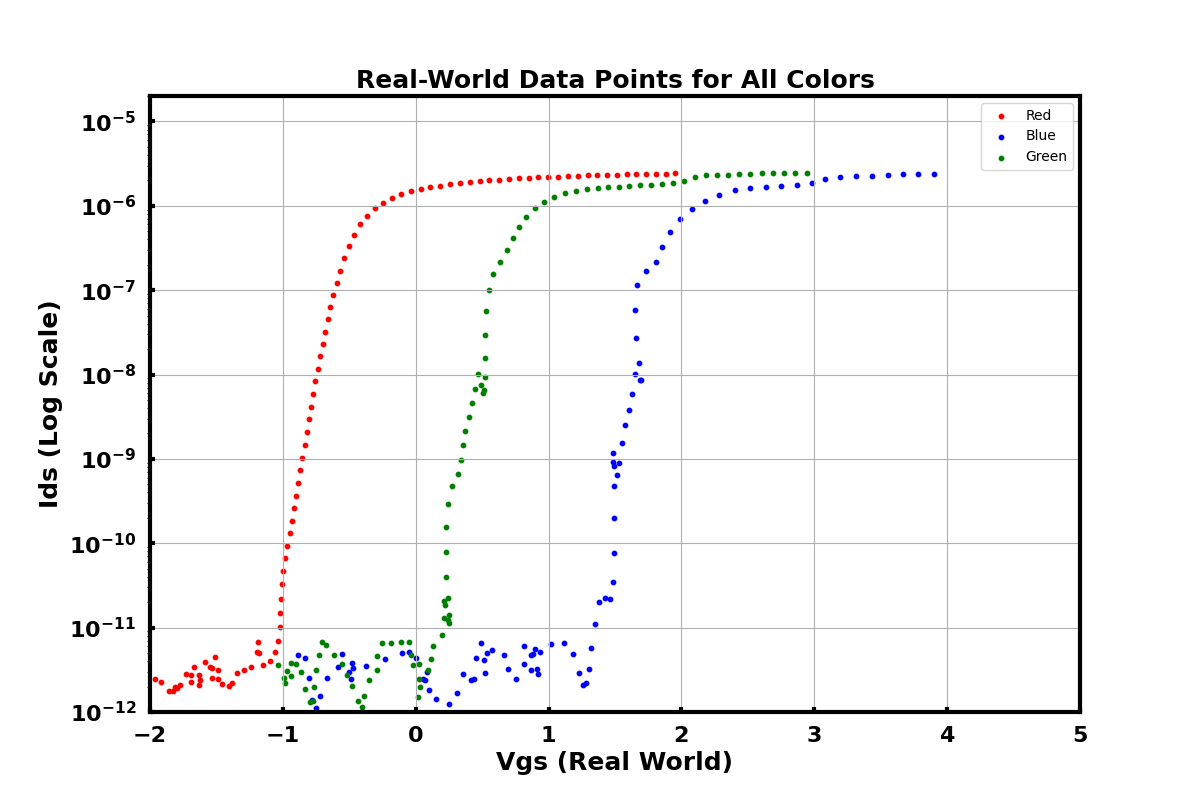 Real-World Data Points for All Colors
Red
Blue
Green
10⁻⁵
10⁻⁶
10⁻⁷
10⁻⁸
10⁻⁹
10⁻¹⁰
10⁻¹¹
10⁻¹²
Ids (Log Scale)
−2 −1 0 1 2 3 4 5
Vgs (Real World)